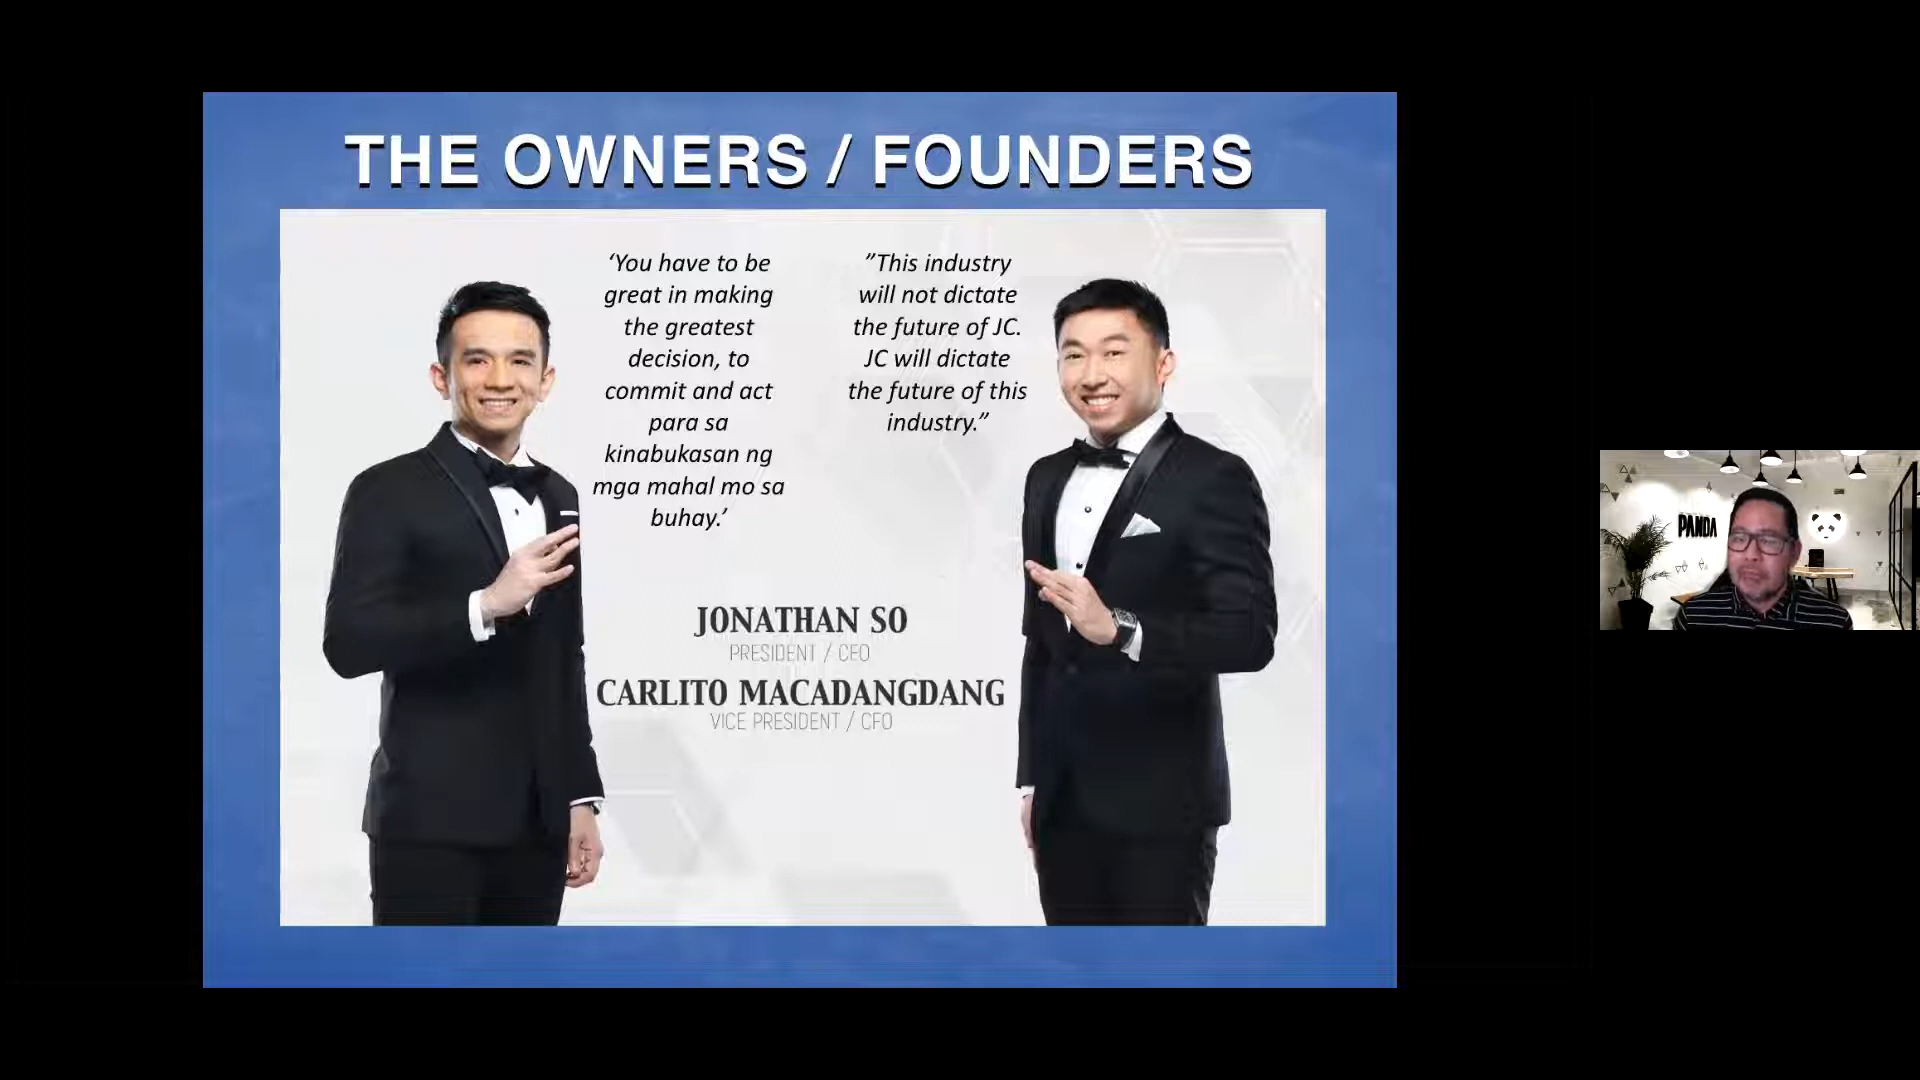 THE OWNERS / FOUNDERS
‘You have to be
great in making
the greatest
decision, to
commit and act
para sa
kinabukasan ng
mga mahal mo sa
buhay.’
”This industry
will not dictate
the future of JC.
JC will dictate
the future of this
industry.”
JONATHAN SO
PRESIDENT / CEO
CARLITO MACADANGDANG
VICE PRESIDENT / CFO
PANDA